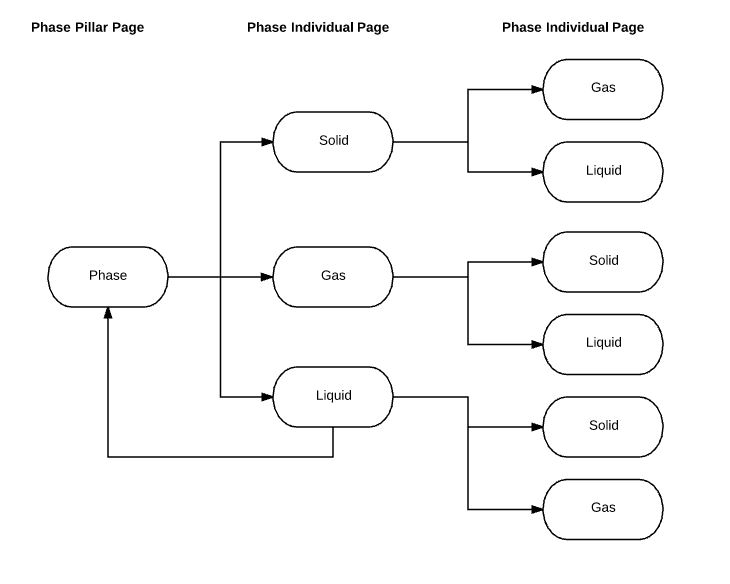 Phase Pillar Page
Phase Individual Page
Phase Individual Page
Phase
Solid
Gas
Liquid
Gas
Liquid
Solid
Liquid
Solid
Gas